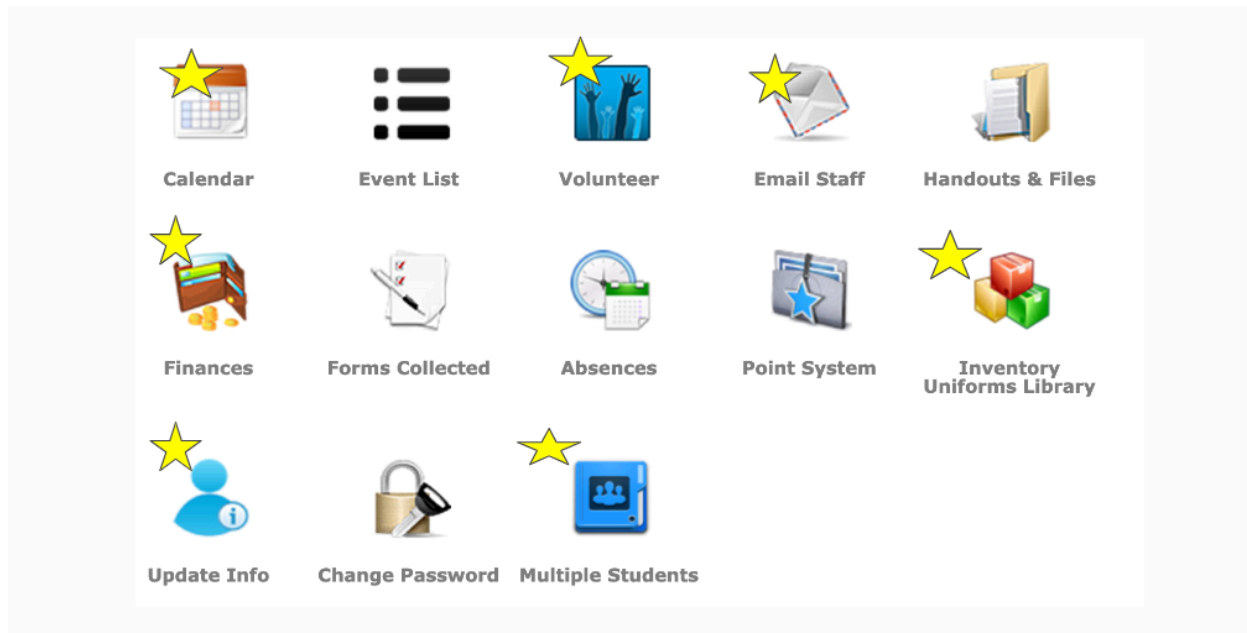 Calendar
Event List
Volunteer
Email Staff
Handouts & Files
Finances
Forms Collected
Absences
Point System
Inventory
Uniforms Library
Update Info
Change Password
Multiple Students